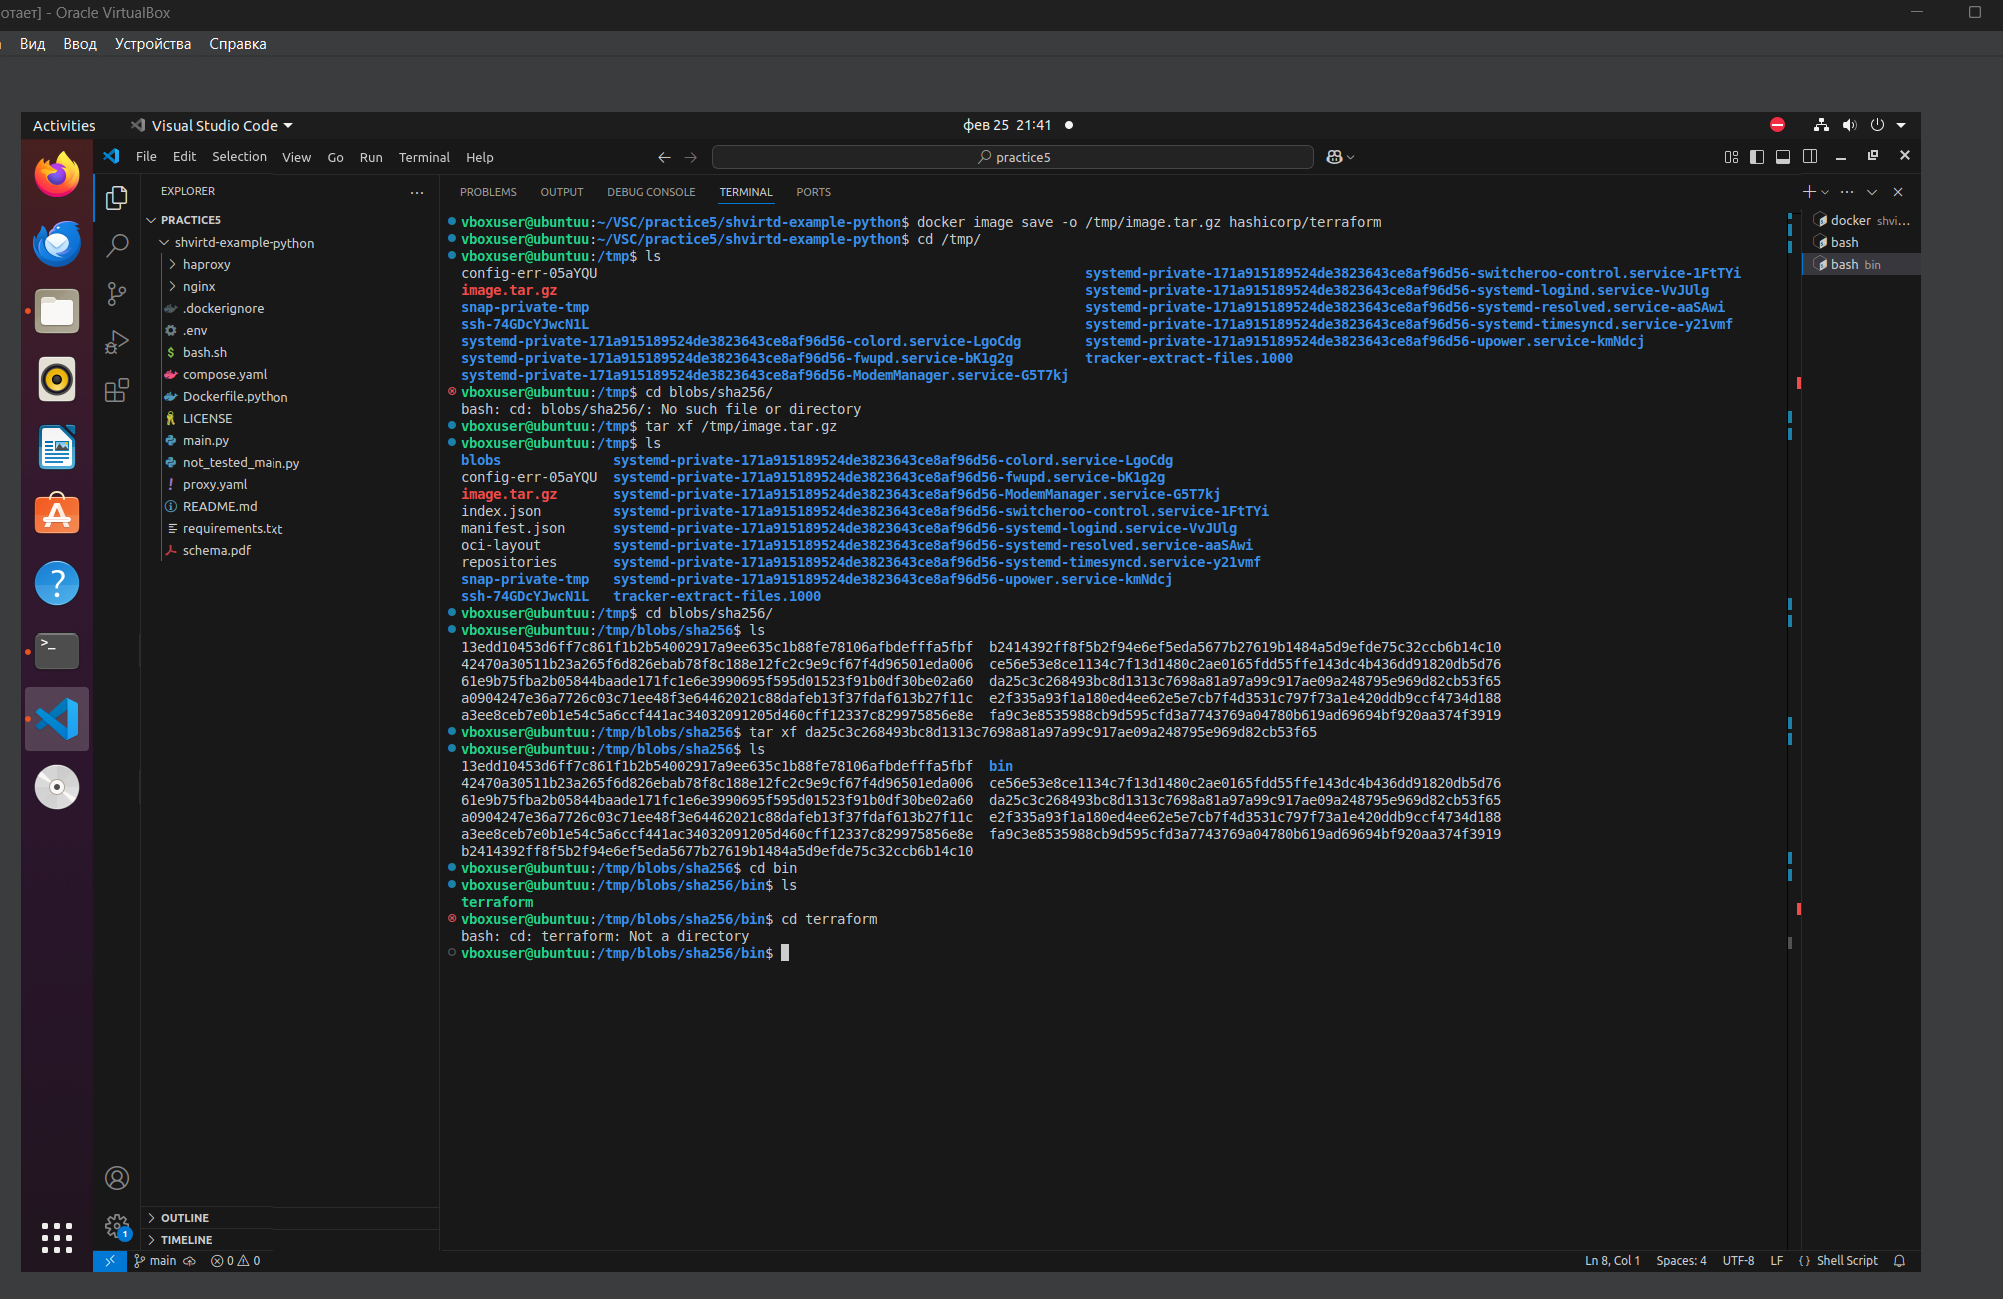 отает] - Oracle VirtualBox
Вид Ввод Устройства Справка
Activities Visual Studio Code фев 25 21:41
File Edit Selection View Go Run Terminal Help practice5
EXPLORER
PRACTICE5
shvirtd-example-python
haproxy
nginx
.dockerignore
.env
$ bash.sh
compose.yaml
Dockerfile.python
LICENSE
main.py
not_tested_main.py
! proxy.yaml
README.md
requirements.txt
schema.pdf
OUTLINE
TIMELINE
PROBLEMS OUTPUT DEBUG CONSOLE TERMINAL PORTS
vboxuser@ubuntuu:~/VSC/practice5/shvirtd-example-python$ docker image save -o /tmp/image.tar.gz hashicorp/terraform
vboxuser@ubuntuu:~/VSC/practice5/shvirtd-example-python$ cd /tmp/
vboxuser@ubuntuu:/tmp$ ls
config-err-05aYQU systemd-private-171a915189524de3823643ce8af96d56-switcheroo-control.service-1FtTYi
image.tar.gz systemd-private-171a915189524de3823643ce8af96d56-systemd-logind.service-VvJUlg
snap-private-tmp systemd-private-171a915189524de3823643ce8af96d56-systemd-resolved.service-aaSAwi
ssh-74GDcYJwcN1L systemd-private-171a915189524de3823643ce8af96d56-systemd-timesyncd.service-y21vmf
systemd-private-171a915189524de3823643ce8af96d56-colord.service-LgoCdg systemd-private-171a915189524de3823643ce8af96d56-upower.service-kmNdcj
systemd-private-171a915189524de3823643ce8af96d56-fwupd.service-bK1g2g tracker-extract-files.1000
systemd-private-171a915189524de3823643ce8af96d56-ModemManager.service-G5T7kj
vboxuser@ubuntuu:/tmp$ cd blobs/sha256/
bash: cd: blobs/sha256/: No such file or directory
vboxuser@ubuntuu:/tmp$ tar xf /tmp/image.tar.gz
vboxuser@ubuntuu:/tmp$ ls
blobs systemd-private-171a915189524de3823643ce8af96d56-colord.service-LgoCdg
config-err-05aYQU systemd-private-171a915189524de3823643ce8af96d56-fwupd.service-bK1g2g
image.tar.gz systemd-private-171a915189524de3823643ce8af96d56-ModemManager.service-G5T7kj
index.json systemd-private-171a915189524de3823643ce8af96d56-switcheroo-control.service-1FtTYi
manifest.json systemd-private-171a915189524de3823643ce8af96d56-systemd-logind.service-VvJUlg
oci-layout systemd-private-171a915189524de3823643ce8af96d56-systemd-resolved.service-aaSAwi
repositories systemd-private-171a915189524de3823643ce8af96d56-systemd-timesyncd.service-y21vmf
snap-private-tmp systemd-private-171a915189524de3823643ce8af96d56-upower.service-kmNdcj
ssh-74GDcYJwcN1L tracker-extract-files.1000
vboxuser@ubuntuu:/tmp$ cd blobs/sha256/
vboxuser@ubuntuu:/tmp/blobs/sha256$ ls
13edd10453d6ff7c861f1b2b54002917a9ee635c1b88fe78106afbdefffa5fbf b2414392ff8f5b2f94e6ef5eda5677b27619b1484a5d9efde75c32ccb6b14c10
42470a30511b23a265f6d826ebab78f8c188e12fc2c9e9cf67f4d96501eda006 ce56e53e8ce1134c7f13d1480c2ae0165fdd55ffe143dc4b436dd91820db5d76
61e9b75fba2b05844baade171fc1e6e3990695f595d01523f91b0df30be02a60 da25c3c268493bc8d1313c7698a81a97a99c917ae09a248795e969d82cb53f65
a0904247e36a7726c03c71ee48f3e64462021c88dafeb13f37fdaf613b27f11c e2f335a93f1a180ed4ee62e5e7cb7f4d3531c797f73a1e420ddb9ccf4734d188
a3ee8ceb7e0b1e54c5a6ccf441ac34032091205d460cff12337c829975856e8e fa9c3e8535988cb9d595cfd3a7743769a04780b619ad69694bf920aa374f3919
vboxuser@ubuntuu:/tmp/blobs/sha256$ tar xf da25c3c268493bc8d1313c7698a81a97a99c917ae09a248795e969d82cb53f65
vboxuser@ubuntuu:/tmp/blobs/sha256$ ls
13edd10453d6ff7c861f1b2b54002917a9ee635c1b88fe78106afbdefffa5fbf bin
42470a30511b23a265f6d826ebab78f8c188e12fc2c9e9cf67f4d96501eda006 ce56e53e8ce1134c7f13d1480c2ae0165fdd55ffe143dc4b436dd91820db5d76
61e9b75fba2b05844baade171fc1e6e3990695f595d01523f91b0df30be02a60 da25c3c268493bc8d1313c7698a81a97a99c917ae09a248795e969d82cb53f65
a0904247e36a7726c03c71ee48f3e64462021c88dafeb13f37fdaf613b27f11c e2f335a93f1a180ed4ee62e5e7cb7f4d3531c797f73a1e420ddb9ccf4734d188
a3ee8ceb7e0b1e54c5a6ccf441ac34032091205d460cff12337c829975856e8e fa9c3e8535988cb9d595cfd3a7743769a04780b619ad69694bf920aa374f3919
b2414392ff8f5b2f94e6ef5eda5677b27619b1484a5d9efde75c32ccb6b14c10
vboxuser@ubuntuu:/tmp/blobs/sha256$ cd bin
vboxuser@ubuntuu:/tmp/blobs/sha256/bin$ ls
terraform
vboxuser@ubuntuu:/tmp/blobs/sha256/bin$ cd terraform
bash: cd: terraform: Not a directory
vboxuser@ubuntuu:/tmp/blobs/sha256/bin$
docker shvi...
bash
bash bin
1
main 0 0 Ln 8, Col 1 Spaces: 4 UTF-8 LF {} Shell Script